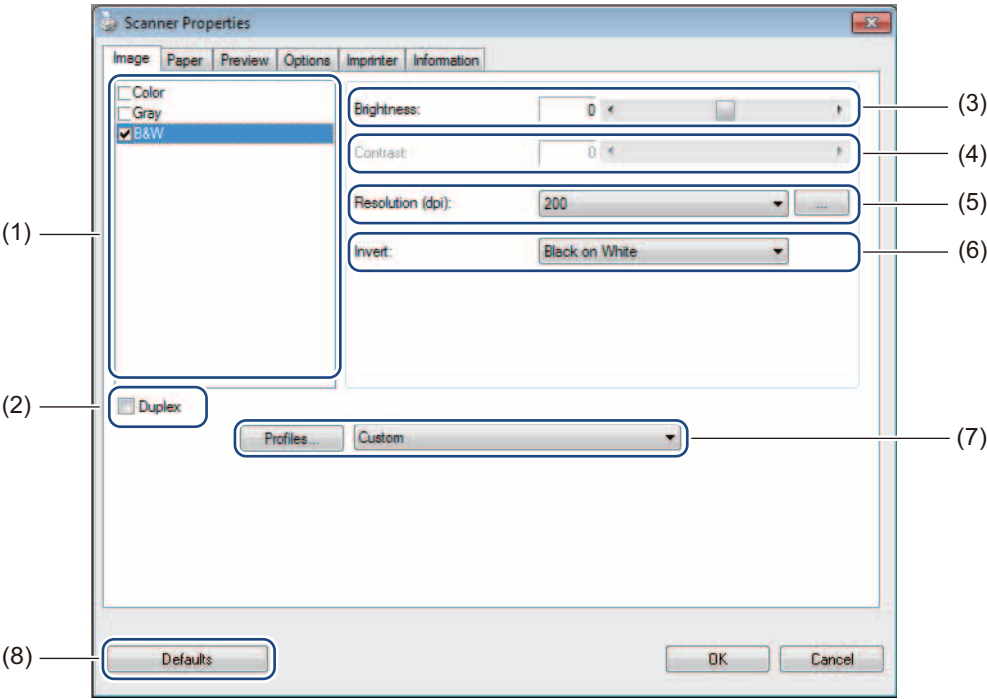 Scanner Properties
Image Paper Preview Options Imprinter Information
Color
Gray
B&W
Brightness: 0
(3)
Contrast: 0
(4)
Resolution (dpi): 200 ...
(5)
Invert: Black on White
(6)
(1)
(2)
Duplex
Profiles... Custom
(7)
(8)
Defaults OK Cancel